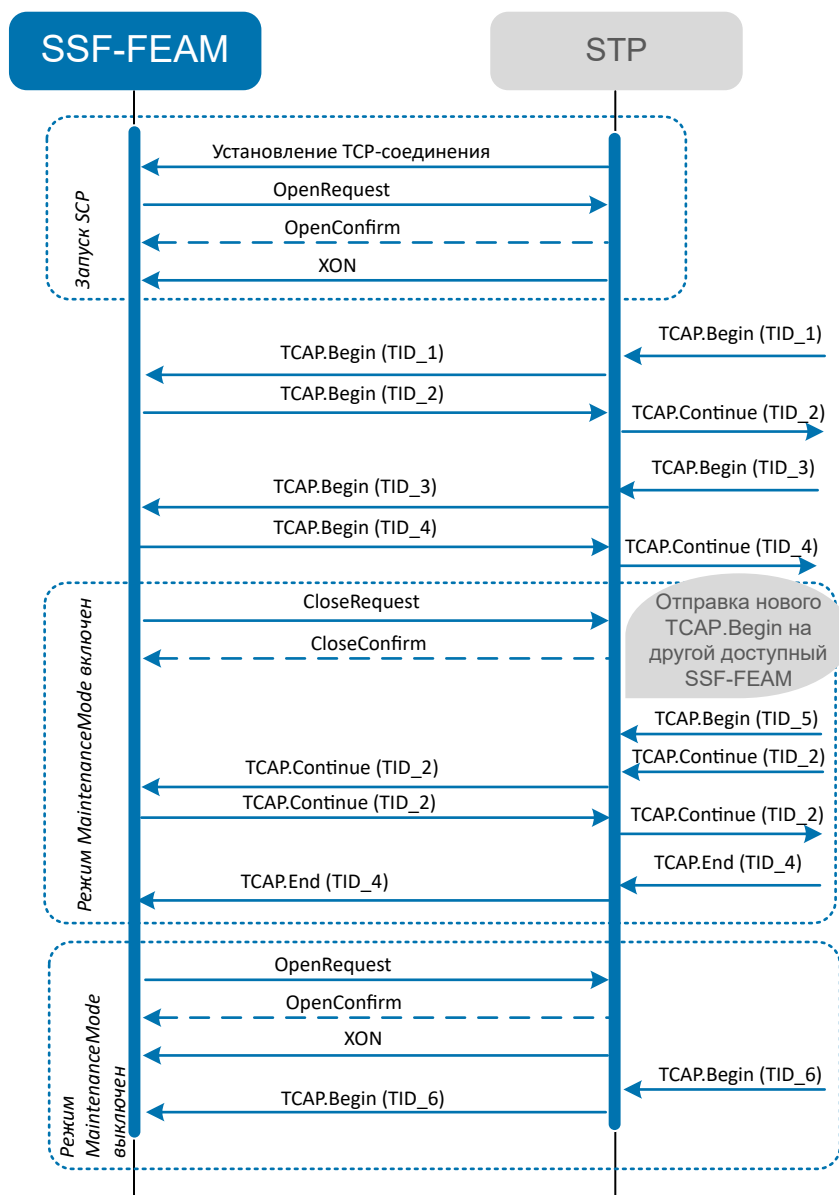 SSF-FEAM
STP
Запуск SCP
Установление TCP-соединения
OpenRequest
OpenConfirm
XON
TCAP.Begin (TID_1)
TCAP.Begin (TID_1)
TCAP.Begin (TID_2)
TCAP.Continue (TID_2)
TCAP.Begin (TID_3)
TCAP.Begin (TID_3)
TCAP.Begin (TID_4)
TCAP.Continue (TID_4)
Режим MaintenanceMode включен
CloseRequest
CloseConfirm
Отправка нового
TCAP.Begin на
другой доступный
SSF-FEAM
TCAP.Begin (TID_5)
TCAP.Continue (TID_2)
TCAP.Continue (TID_2)
TCAP.Continue (TID_2)
TCAP.Continue (TID_2)
TCAP.End (TID_4)
TCAP.End (TID_4)
Режим
MaintenanceMode
выключен
OpenRequest
OpenConfirm
XON
TCAP.Begin (TID_6)
TCAP.Begin (TID_6)